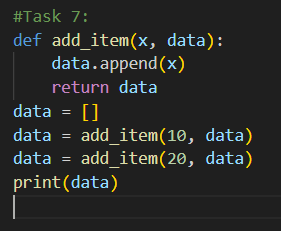 #Task 7:
def add_item(x, data):
    data.append(x)
    return data
data = []
data = add_item(10, data)
data = add_item(20, data)
print(data)